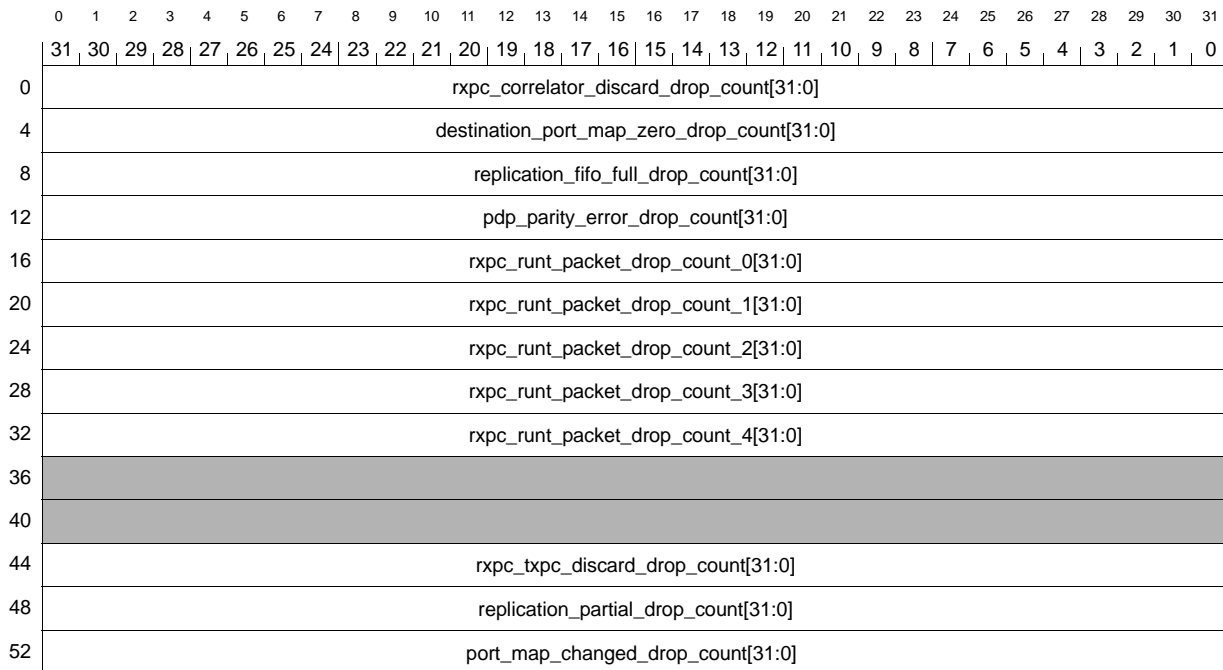 0 1 2 3 4 5 6 7 8 9 10 11 12 13 14 15 16 17 18 19 20 21 22 23 24 25 26 27 28 29 30 31
31 30 29 28 27 26 25 24 23 22 21 20 19 18 17 16 15 14 13 12 11 10 9 8 7 6 5 4 3 2 1 0
0 rxpc_correlator_discard_drop_count[31:0]
4 destination_port_map_zero_drop_count[31:0]
8 replication_fifo_full_drop_count[31:0]
12 pdp_parity_error_drop_count[31:0]
16 rxpc_runt_packet_drop_count_0[31:0]
20 rxpc_runt_packet_drop_count_1[31:0]
24 rxpc_runt_packet_drop_count_2[31:0]
28 rxpc_runt_packet_drop_count_3[31:0]
32 rxpc_runt_packet_drop_count_4[31:0]
36
40
44 rxpc_txpc_discard_drop_count[31:0]
48 replication_partial_drop_count[31:0]
52 port_map_changed_drop_count[31:0]